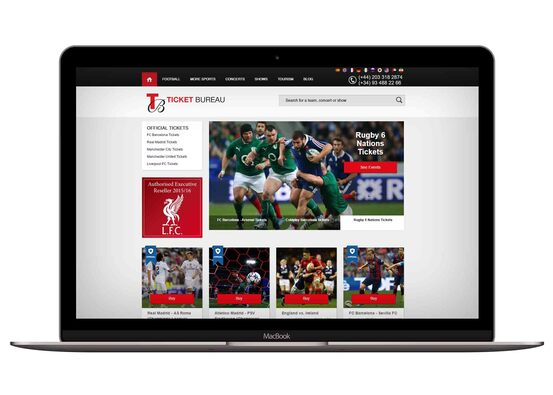 (+44) 203 318 2874
(+34) 93 488 22 66
FOOTBALL MORE SPORTS CONCERTS SHOWS TOURISM BLOG
TICKET BUREAU
Search for a team, concert or show
OFFICIAL TICKETS
FC Barcelona Tickets
Real Madrid Tickets
Manchester City Tickets
Manchester United Tickets
Liverpool FC Tickets
Rugby 6
Nations
Tickets
See Events
FC Barcelona - Arsenal Tickets Coldplay Barcelona Tickets Rugby 6 Nations Tickets
Authorised Executive
Reseller 2015/16
L.F.C.
Buy Buy Buy Buy
Real Madrid - AS Roma Atletico Madrid - PSV England vs. Ireland FC Barcelona - Sevilla FC
MacBook